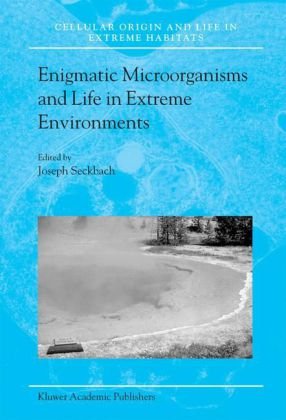 CELLULAR ORIGIN AND LIFE IN
EXTREME HABITATS
Enigmatic Microorganisms
and Life in Extreme
Environments
Edited by
Joseph Seckbach
Kluwer Academic Publishers